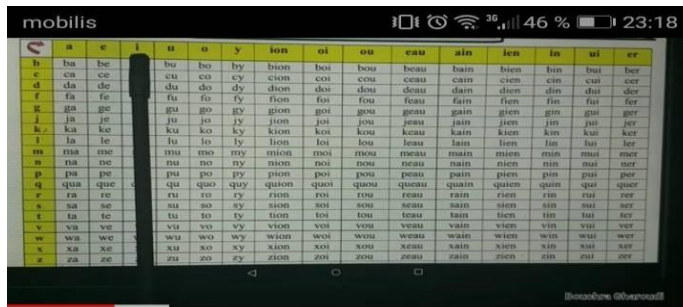 mobilis 3G 46 % 23:18
a e i u o y ion oi ou eau ain ien in ui er
b ba be bu bo by bion boi bou beau bain bien bin bui ber
c ca ce cu co cy cion coi cou ceau cain cien cin cui cer
d da de du do dy dion doi dou deau dain dien din dui der
f fa fe fu fo fy fion foi fou feau fain fien fin fui fer
g ga ge gu go gy gion goi gou geau gain gien gin gui ger
j ja je ju jo jy jion joi jou jeau jain jien jin jui jer
k ka ke ku ko ky kion koi kou keau kain kien kin kui ker
l la le lu lo ly lion loi lou leau lain lien lin lui ler
m ma me mu mo my mion moi mou meau main mien min mui mer
n na ne nu no ny nion noi nou neau nain nien nin nui ner
p pa pe pu po py pion poi pou peau pain pien pin pui per
q qua que qu quo quy quion quoi quou queau quain quien quin qui quer
r ra re ru ro ry rion roi rou reau rain rien rin rui rer
s sa se su so sy sion soi sou seau sain sien sin sui ser
t ta te tu to ty tion toi tou teau tain tien tin tui ter
v va ve vu vo vy vion voi vou veau vain vien vin vui ver
w wa we wu wo wy wion woi wou weau wain wien win wui wer
x xa xe xu xo xy xion xoi xou xeau xain xien xin xui xer
z za ze zu zo zy zion zoi zou zeau zain zien zin zui zer
Bouchra Gharoudi